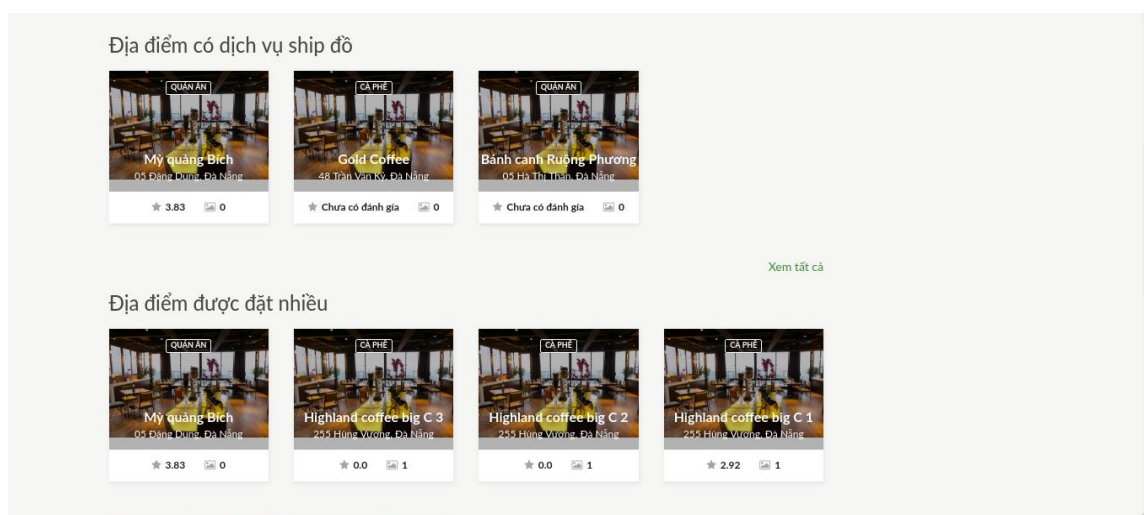 Địa điểm có dịch vụ ship đồ
QUÁN ĂN
CÀ PHÊ
QUÁN ĂN
Mỳ quảng Bích
Gold Coffee
Bánh canh Ruộng Phương
05 Đặng Dung, Đà Nẵng
48 Trần Văn Kỷ, Đà Nẵng
05 Hà Thị Thân, Đà Nẵng
3.83 0
Chưa có đánh gía 0
Chưa có đánh gía 0
Xem tất cả
Địa điểm được đặt nhiều
QUÁN ĂN
CÀ PHÊ
CÀ PHÊ
CÀ PHÊ
Mỳ quảng Bích
Highland coffee big C 3
Highland coffee big C 2
Highland coffee big C 1
05 Đặng Dung, Đà Nẵng
255 Hùng Vương, Đà Nẵng
255 Hùng Vương, Đà Nẵng
255 Hùng Vương, Đà Nẵng
3.83 0
0.0 1
0.0 1
2.92 1